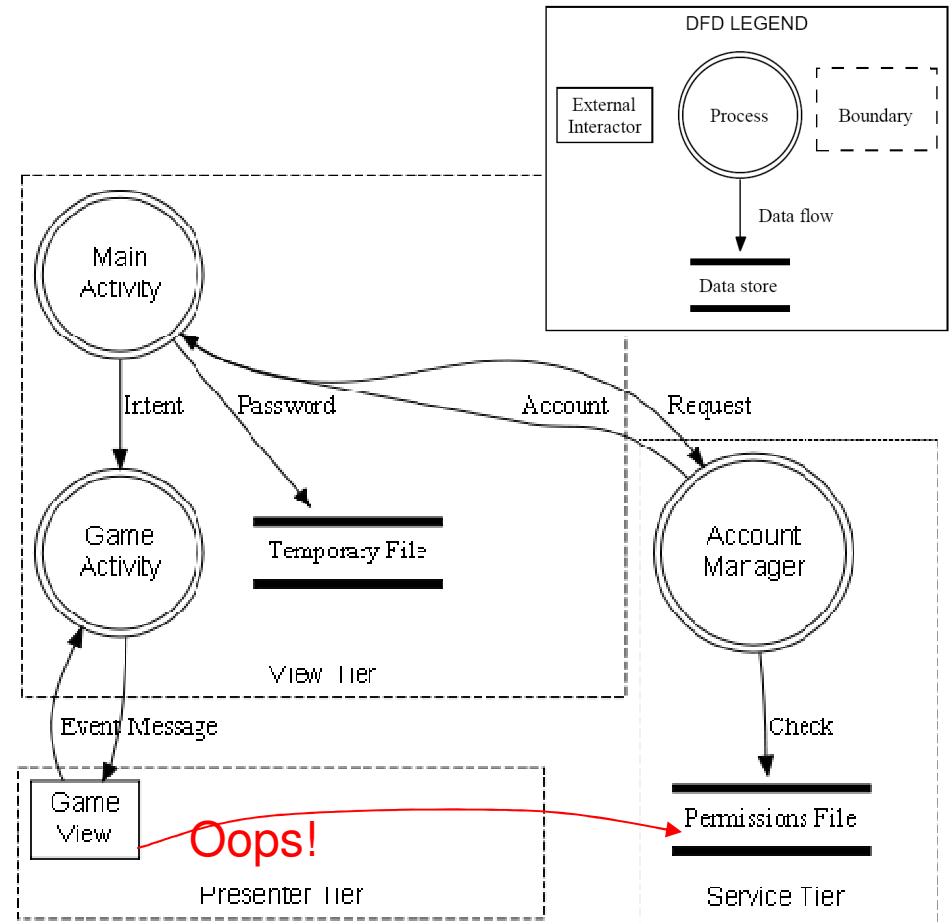 DFD LEGEND
External
Interactor
Process
Boundary
Data flow
Data store
Main
Activity
Intent
Password
Account
Request
Game
Activity
Temporary File
Account
Manager
View Tier
Event
Message
Check
Game
View
Oops!
Permissions File
Presenter Tier
Service Tier